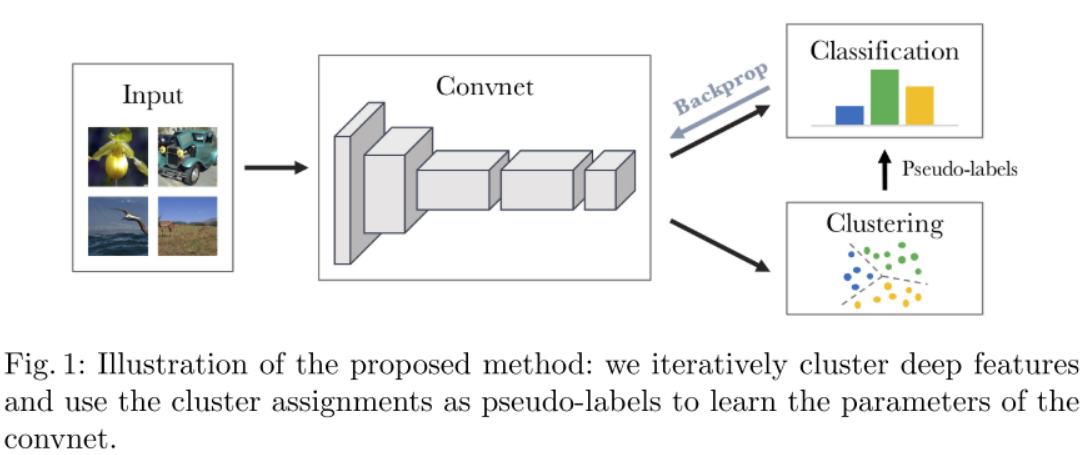 Input
Convnet
Backprop
Classification
Pseudo-labels
Clustering
Fig. 1: Illustration of the proposed method: we iteratively cluster deep features
and use the cluster assignments as pseudo-labels to learn the parameters of the
convnet.